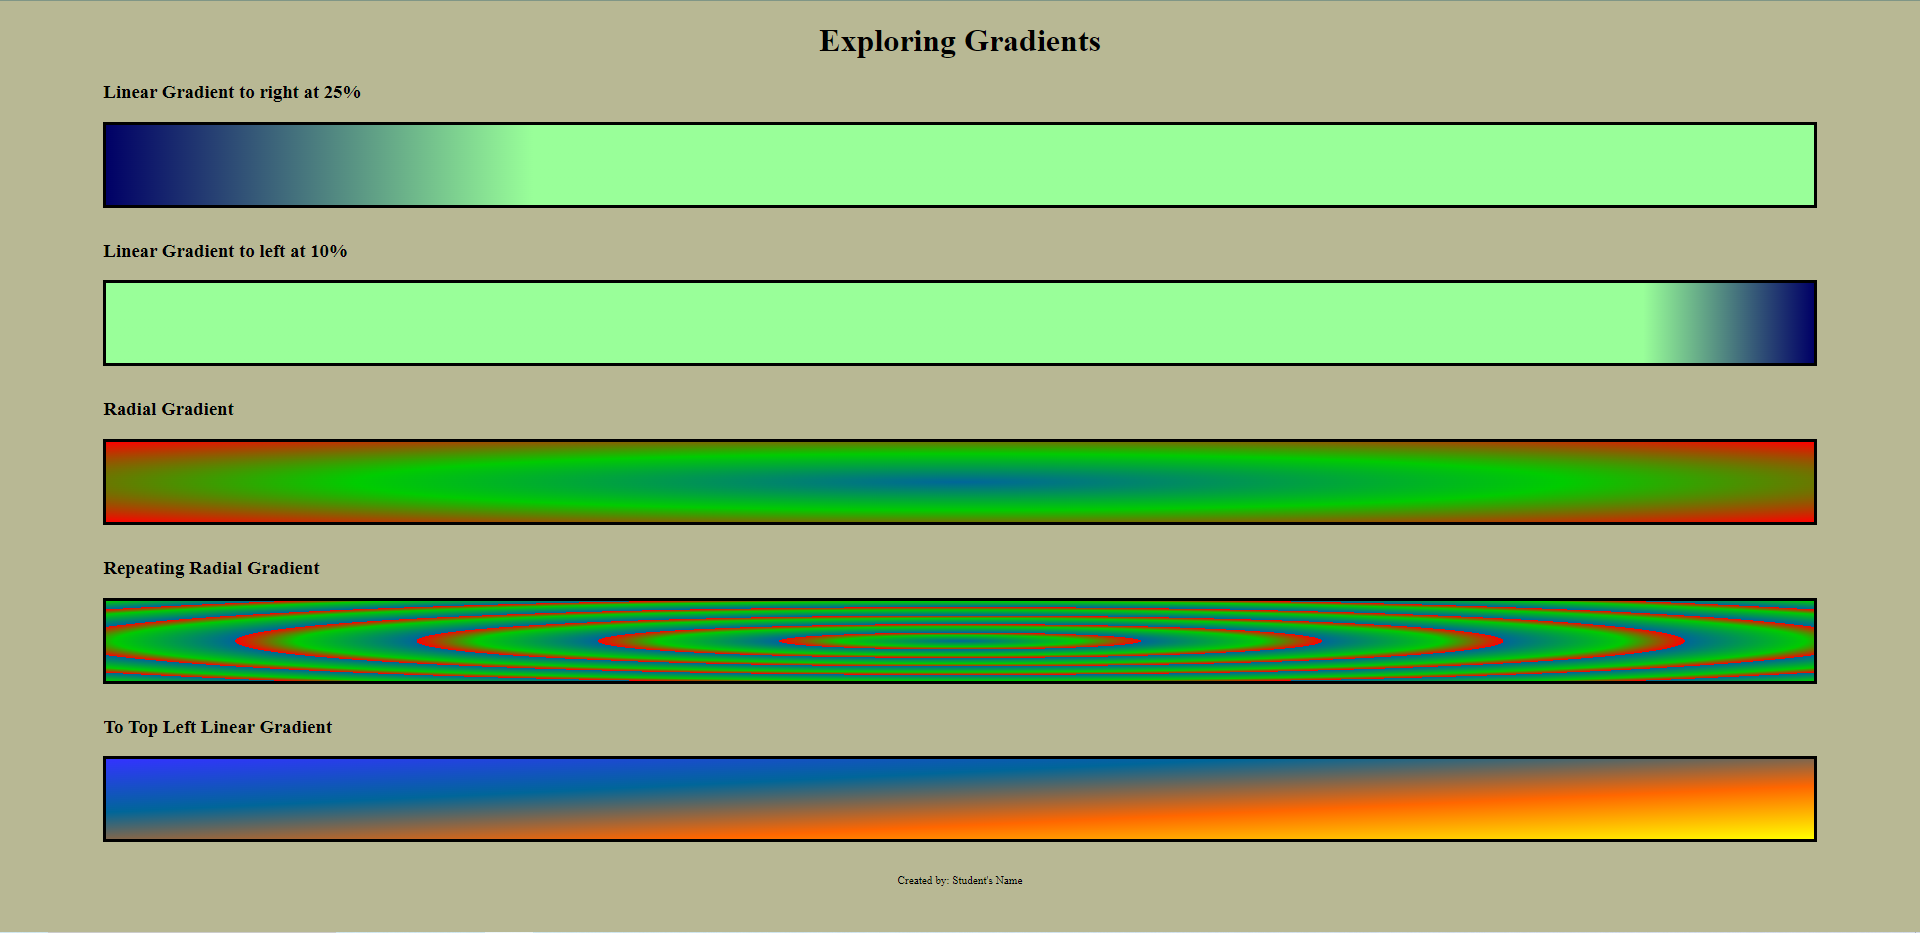 Exploring Gradients
Linear Gradient to right at 25%
Linear Gradient to left at 10%
Radial Gradient
Repeating Radial Gradient
To Top Left Linear Gradient
Created by: Student's Name